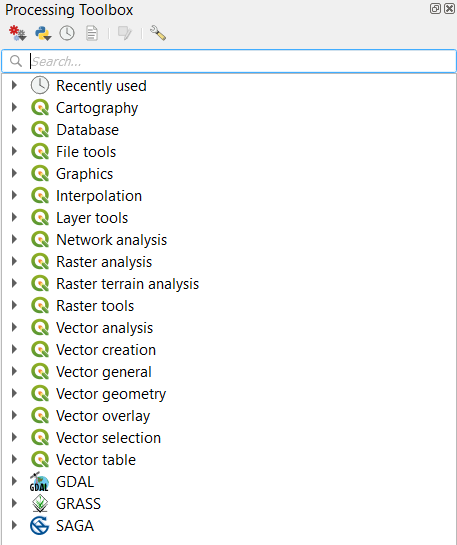 Processing Toolbox
Search...
Recently used
Cartography
Database
File tools
Graphics
Interpolation
Layer tools
Network analysis
Raster analysis
Raster terrain analysis
Raster tools
Vector analysis
Vector creation
Vector general
Vector geometry
Vector overlay
Vector selection
Vector table
GDAL
GDAL
GRASS
SAGA